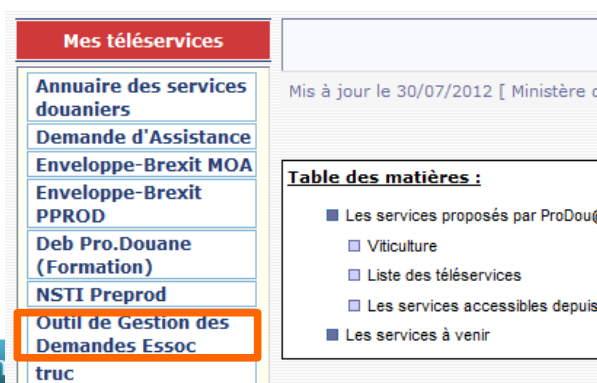 Mes téléservices
Annuaire des services
douaniers
Demande d'Assistance
Enveloppe-Brexit MOA
Enveloppe-Brexit
PPROD
Deb Pro.Douane
(Formation)
NSTI Preprod
Outil de Gestion des
Demandes Essoc
truc
Mis à jour le 30/07/2012 [ Ministère
Table des matières :
Les services proposés par ProDou@
Viticulture
Liste des téléservices
Les services accessibles depuis
Les services à venir